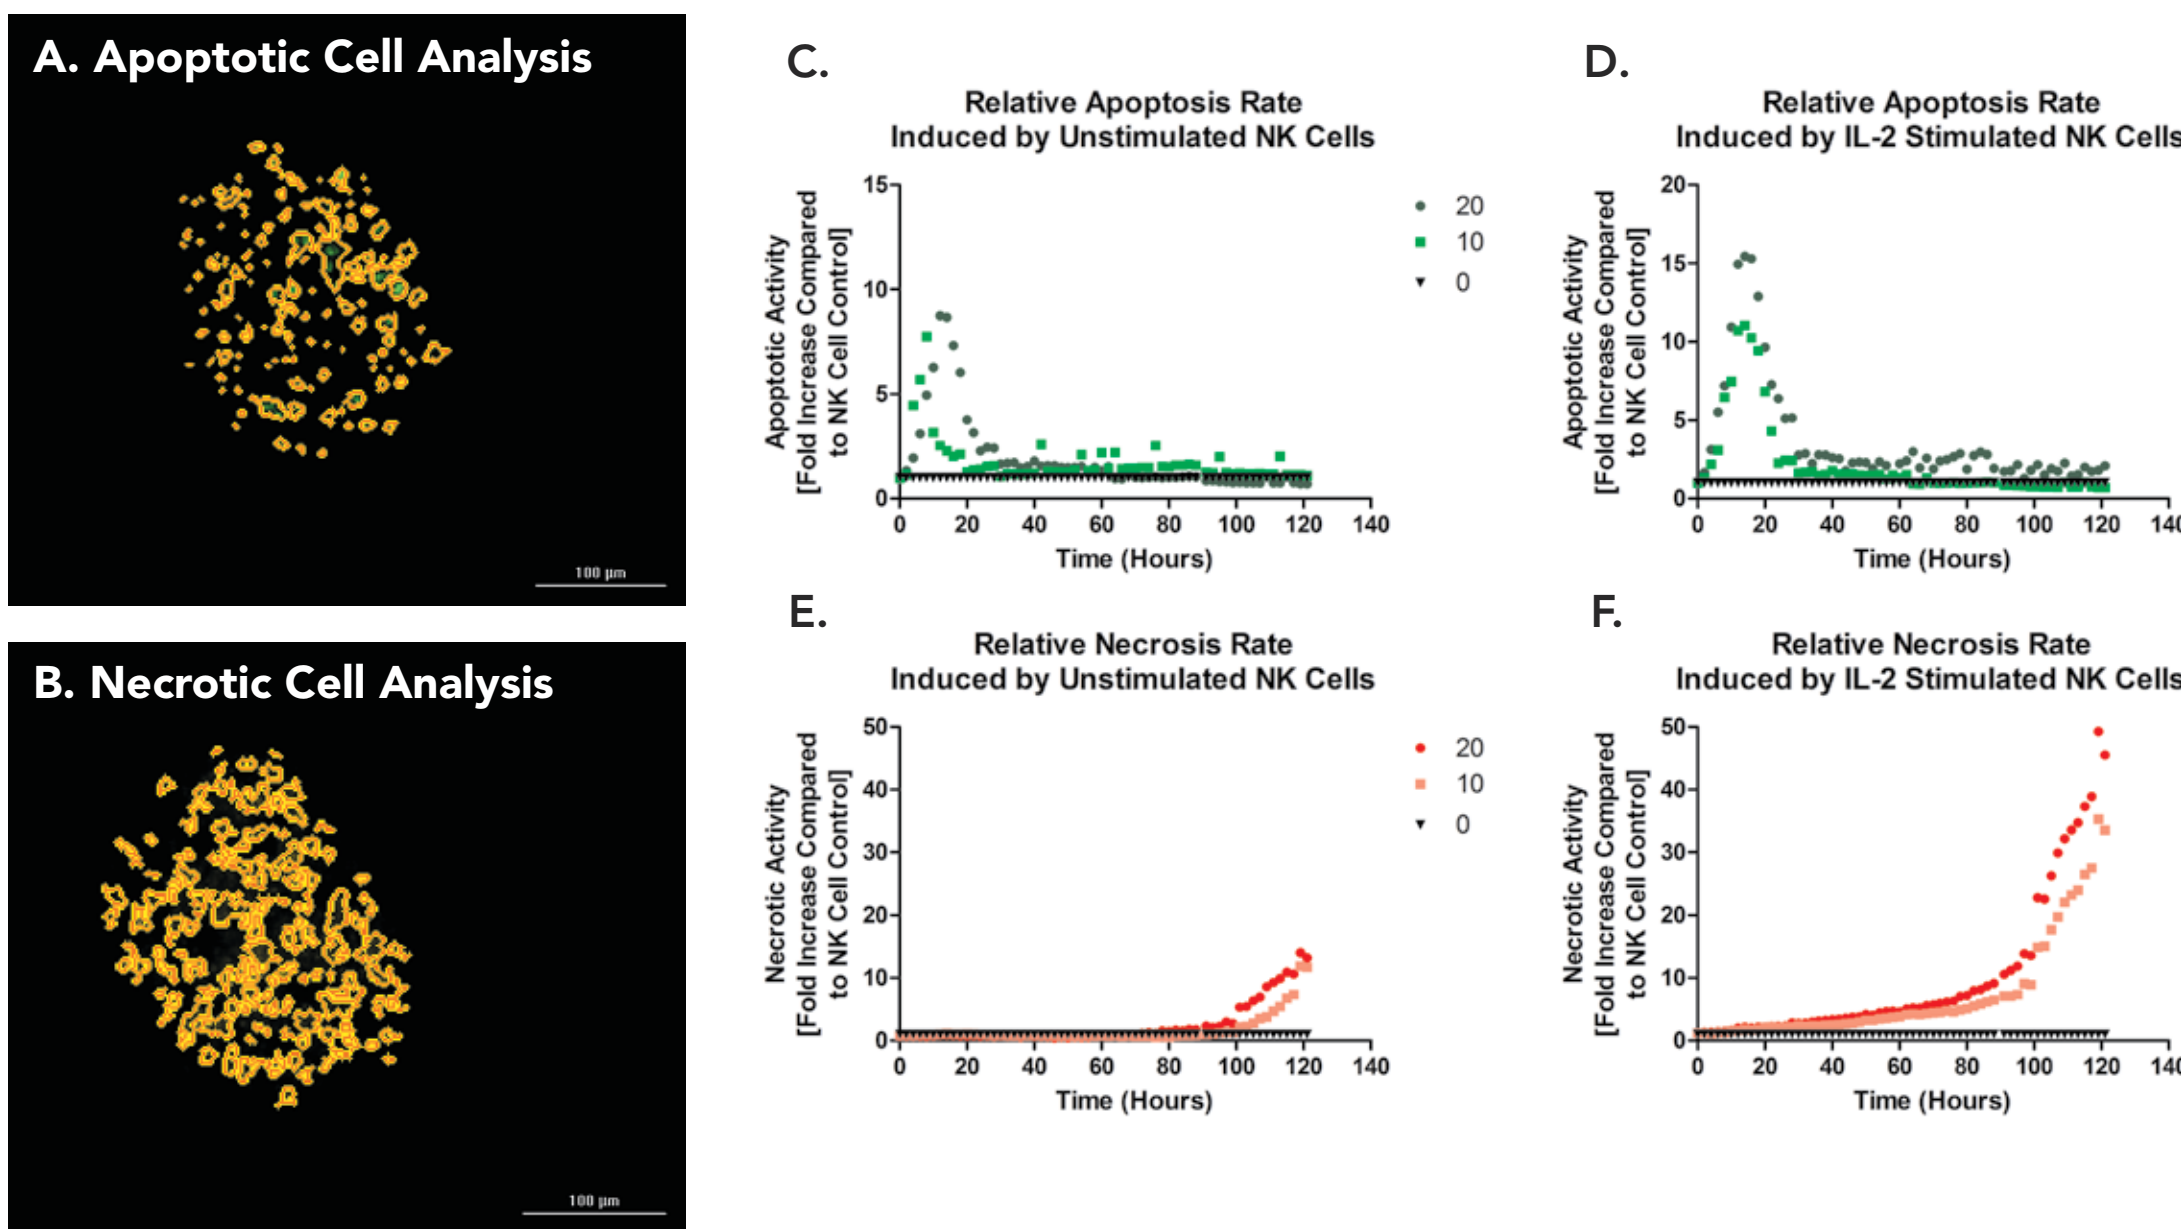 A. Apoptotic Cell Analysis
100 µm
B. Necrotic Cell Analysis
100 µm
C.
Relative Apoptosis Rate
Induced by Unstimulated NK Cells
Apoptotic Activity
[Fold Increase Compared
to NK Cell Control]
15
10
5
0
0 20 40 60 80 100 120 140
Time (Hours)
20
10
0
D.
Relative Apoptosis Rate
Induced by IL-2 Stimulated NK Cells
Apoptotic Activity
[Fold Increase Compared
to NK Cell Control]
20
15
10
5
0
0 20 40 60 80 100 120 140
Time (Hours)
E.
Relative Necrosis Rate
Induced by Unstimulated NK Cells
Necrotic Activity
[Fold Increase Compared
to NK Cell Control]
50
40
30
20
10
0
0 20 40 60 80 100 120 140
Time (Hours)
20
10
0
F.
Relative Necrosis Rate
Induced by IL-2 Stimulated NK Cells
Necrotic Activity
[Fold Increase Compared
to NK Cell Control]
50
40
30
20
10
0
0 20 40 60 80 100 120 140
Time (Hours)